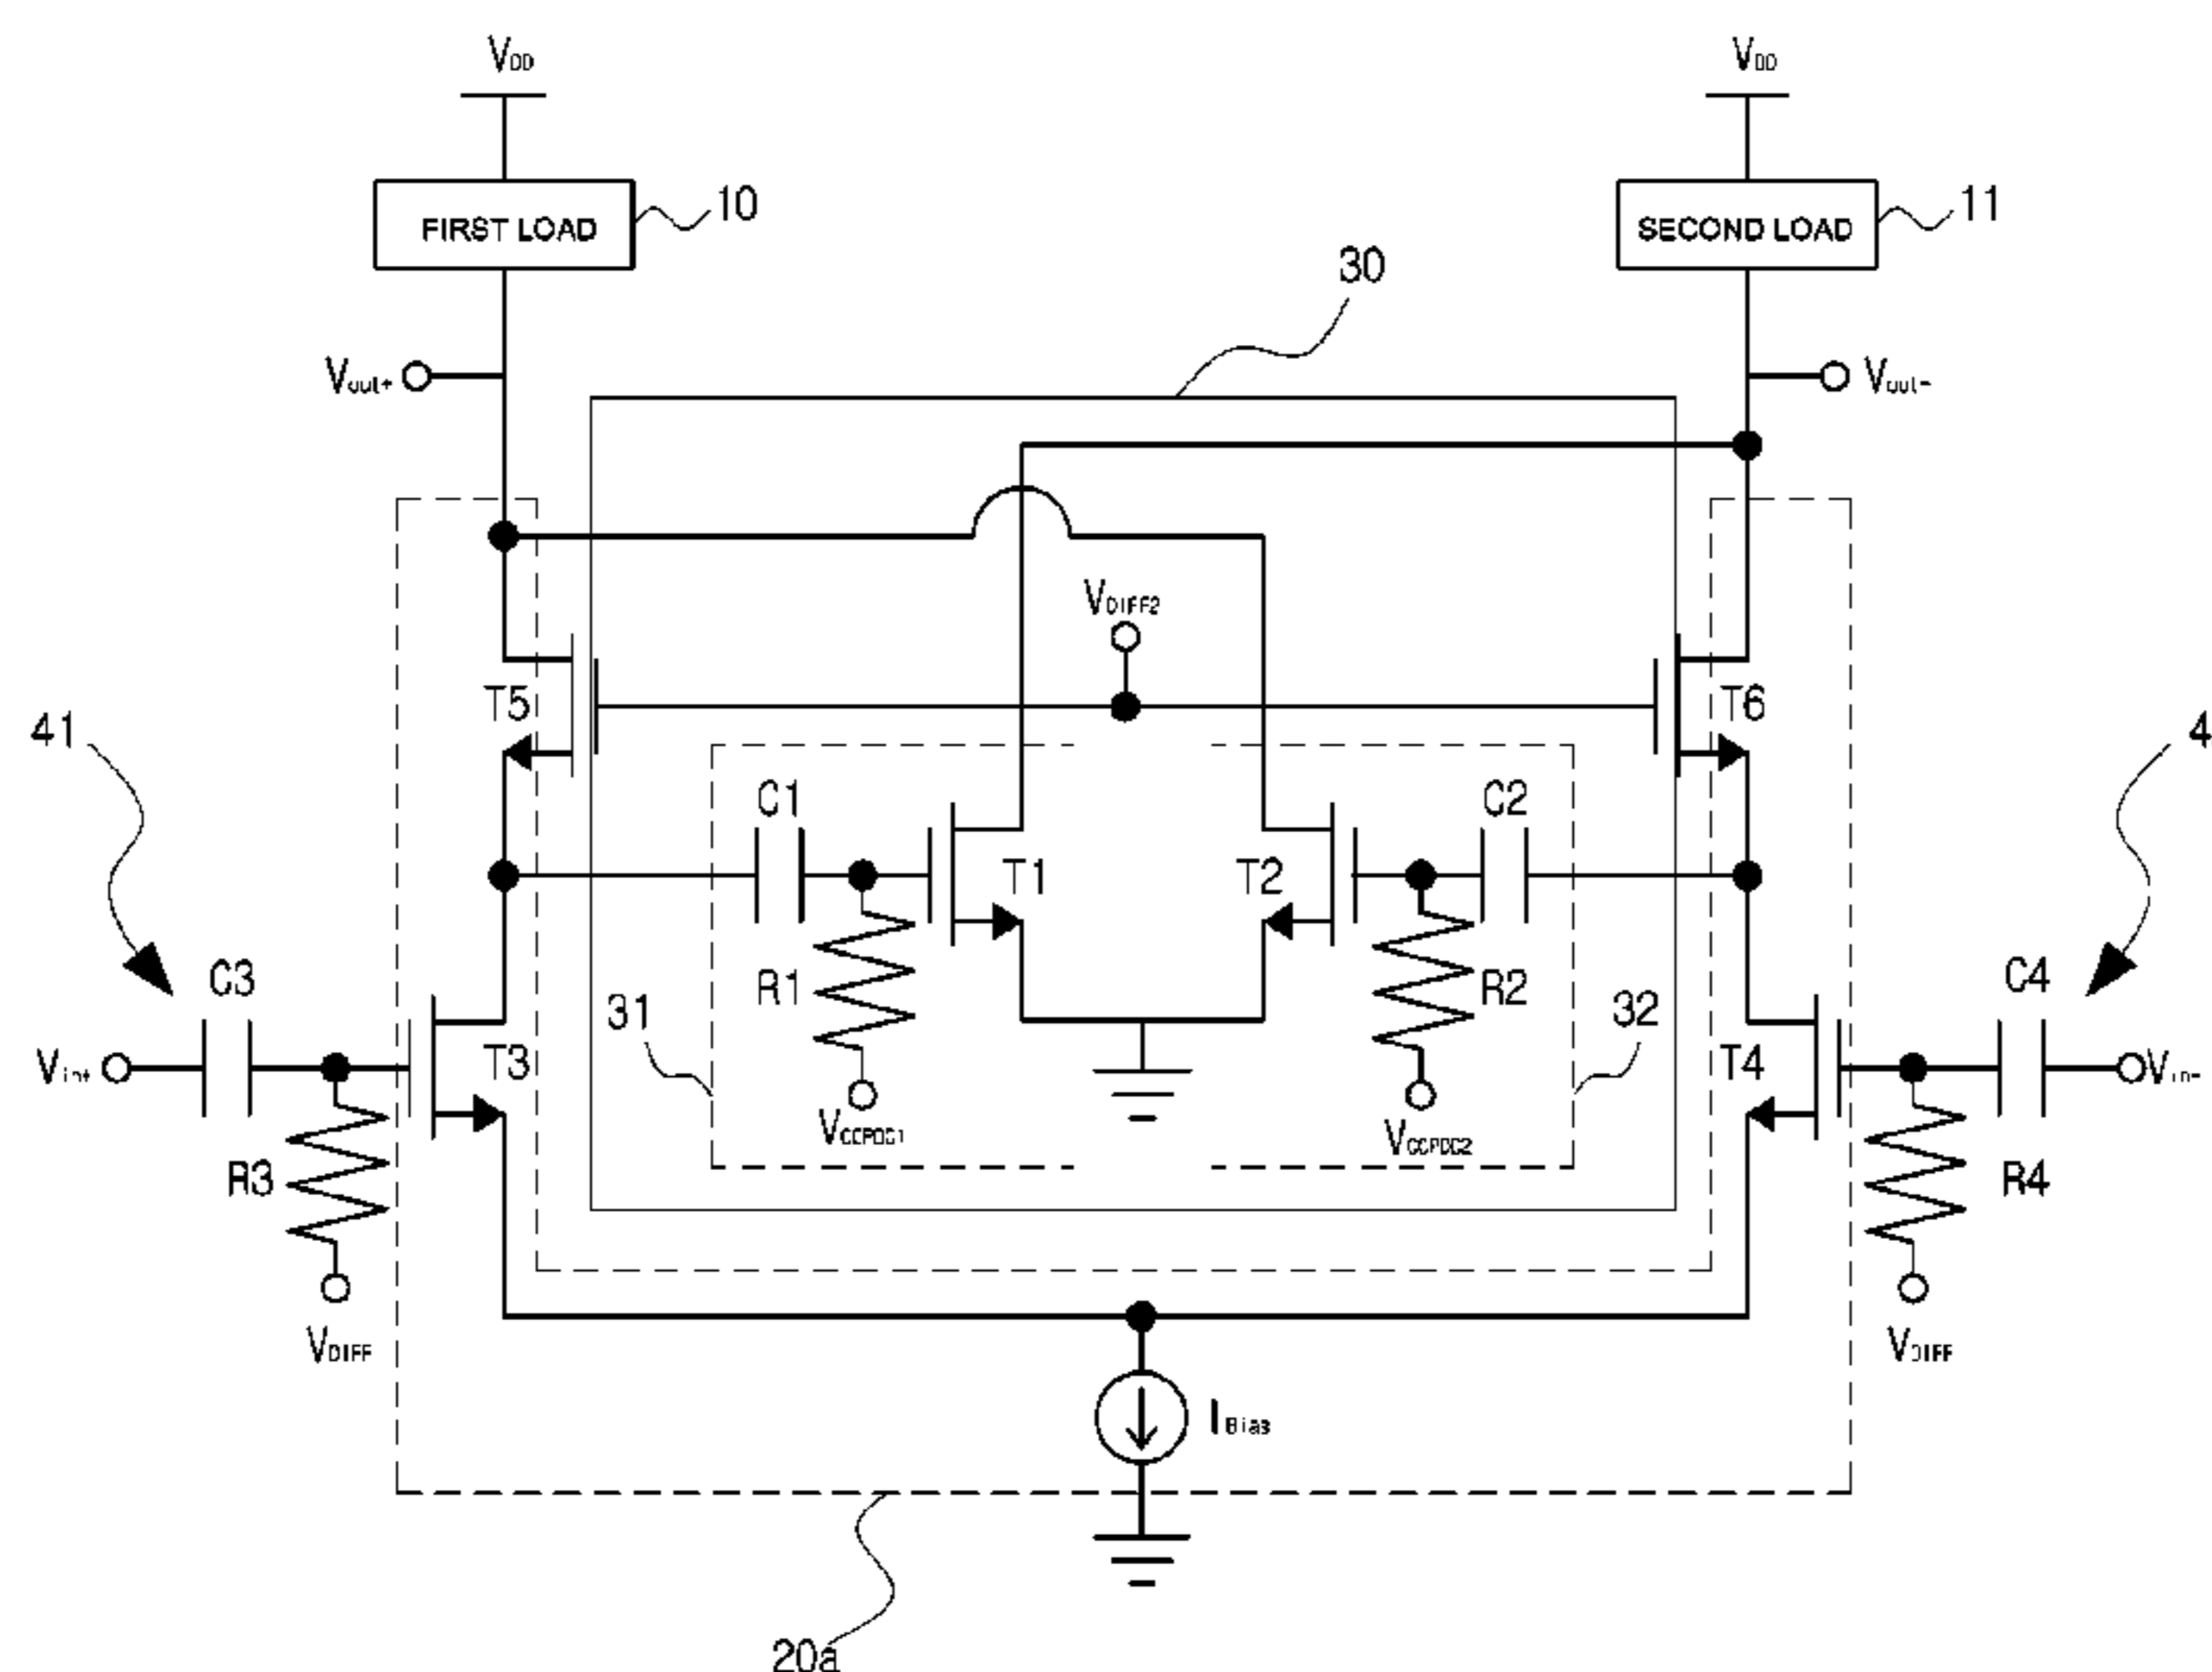 VDD
VDD
FIRST LOAD
10
SECOND LOAD
11
30
Vout+
Vout-
VDIFF2
T5
T6
41
4
C1
C2
T1
T2
C3
C4
R1
R2
31
32
Vin+
T3
T4
Vin-
VCCPDC1
VCCPDC2
R3
R4
VDIFF
VDIFF
IBias
20a